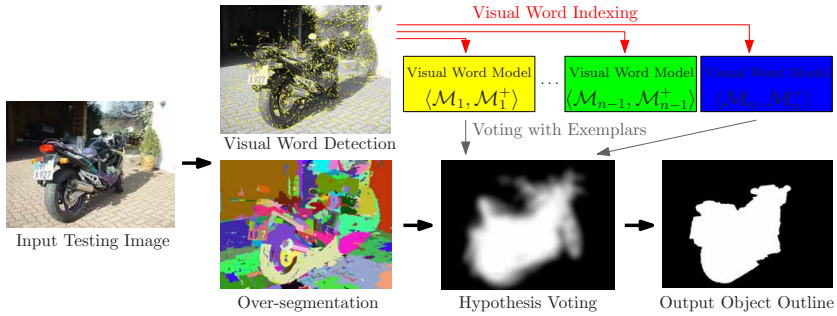 Visual Word Indexing
Visual Word Model
⟨M₁, M₁⁺⟩
...
Visual Word Model
⟨Mₙ₋₁, Mₙ₋₁⁺⟩
Visual Word Model
⟨Mₙ, Mₙ⁺⟩
Visual Word Detection
Voting with Exemplars
Input Testing Image
Over-segmentation
Hypothesis Voting
Output Object Outline